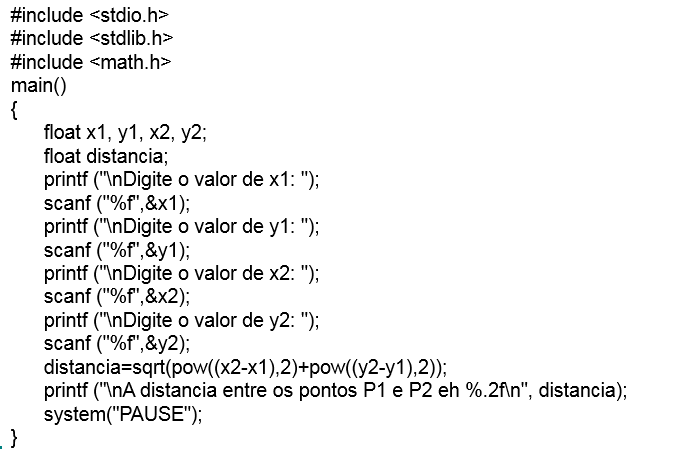 #include <stdio.h>
#include <stdlib.h>
#include <math.h>
main()
{
float x1, y1, x2, y2;
float distancia;
printf ("\nDigite o valor de x1: ");
scanf ("%f",&x1);
printf ("\nDigite o valor de y1: ");
scanf ("%f",&y1);
printf ("\nDigite o valor de x2: ");
scanf ("%f",&x2);
printf ("\nDigite o valor de y2: ");
scanf ("%f",&y2);
distancia=sqrt(pow((x2-x1),2)+pow((y2-y1),2));
printf ("\nA distancia entre os pontos P1 e P2 eh %.2f\n", distancia);
system("PAUSE");
}